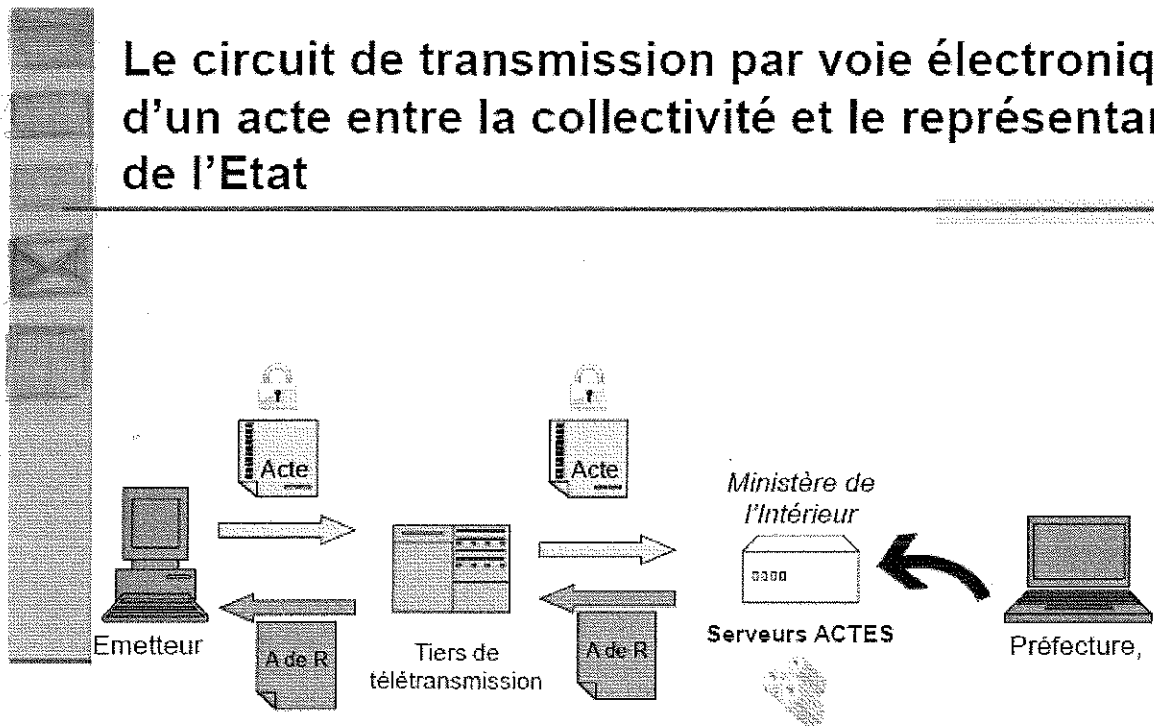 Le circuit de transmission par voie électroniq
d'un acte entre la collectivité et le représentan
de l'Etat
Acte
Acte
Ministère de
l'Intérieur
Emetteur
A de R
Tiers de
télétransmission
A de R
Serveurs ACTES
Préfecture,